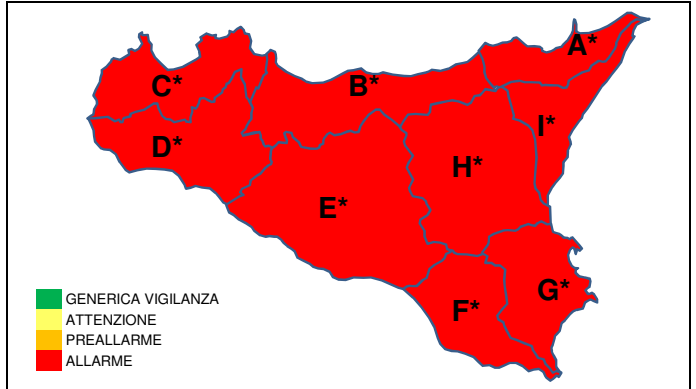 A*
C*
B*
I*
D*
H*
E*
G*
F*
GENERICA VIGILANZA
ATTENZIONE
PREALLARME
ALLARME